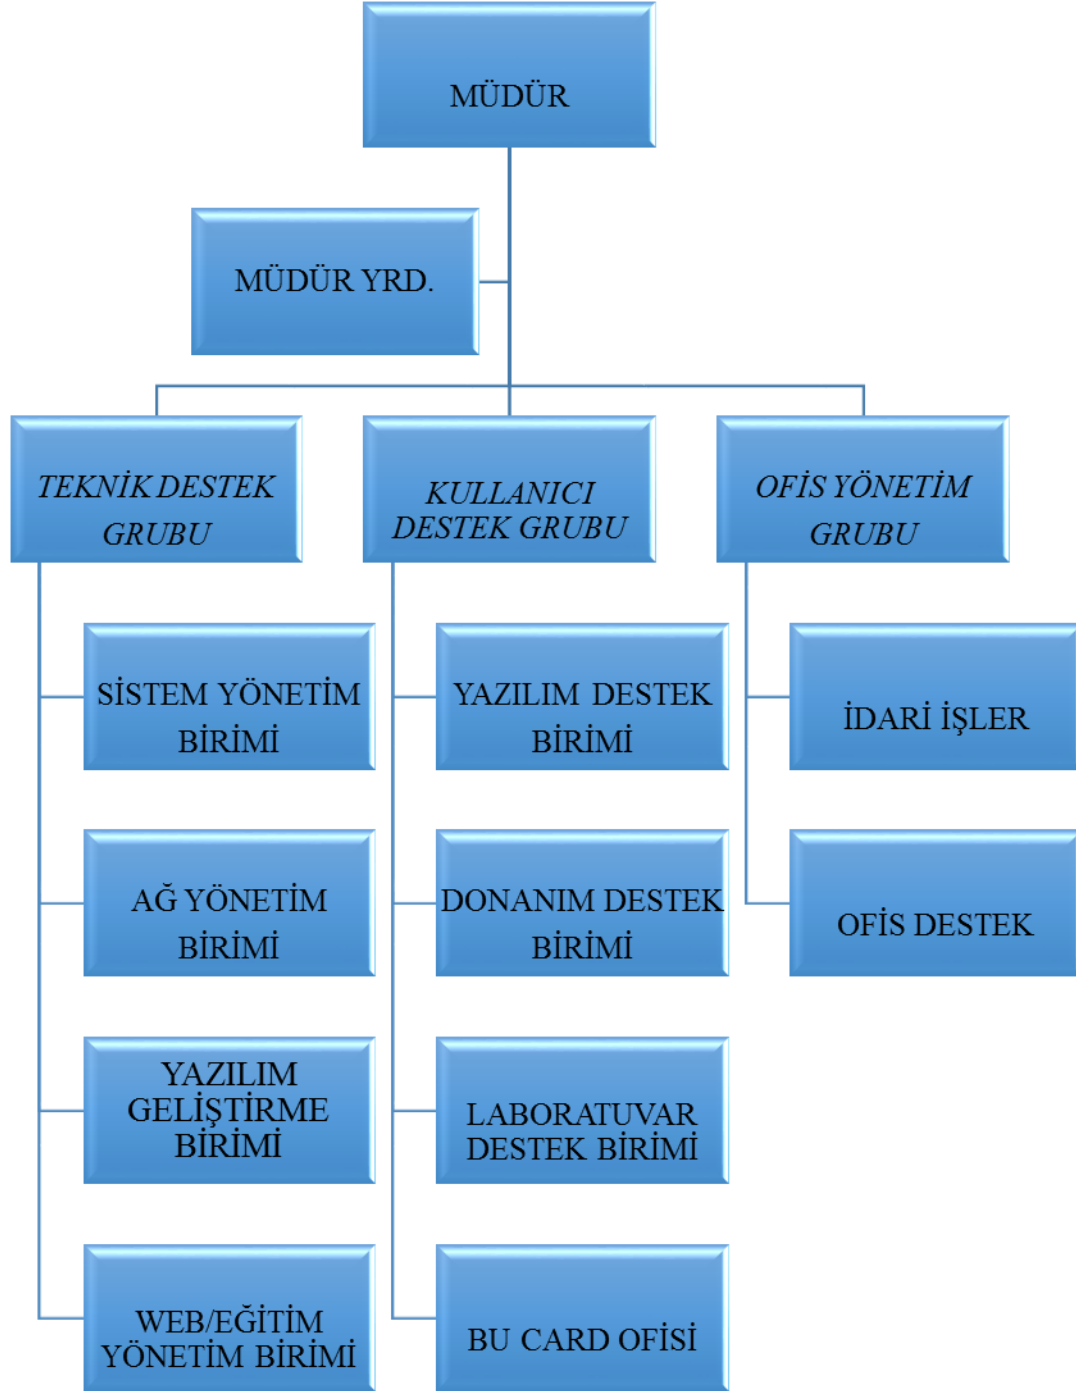 MÜDÜR
MÜDÜR YRD.
TEKNİK DESTEK
GRUBU
KULLANICI
DESTEK GRUBU
OFİS YÖNETİM
GRUBU
SİSTEM YÖNETİM
BİRİMİ
AĞ YÖNETİM
BİRİMİ
YAZILIM
GELİŞTİRME
BİRİMİ
WEB/EĞİTİM
YÖNETİM BİRİMİ
YAZILIM DESTEK
BİRİMİ
DONANIM DESTEK
BİRİMİ
LABORATUVAR
DESTEK BİRİMİ
BU CARD OFİSİ
İDARİ İŞLER
OFİS DESTEK